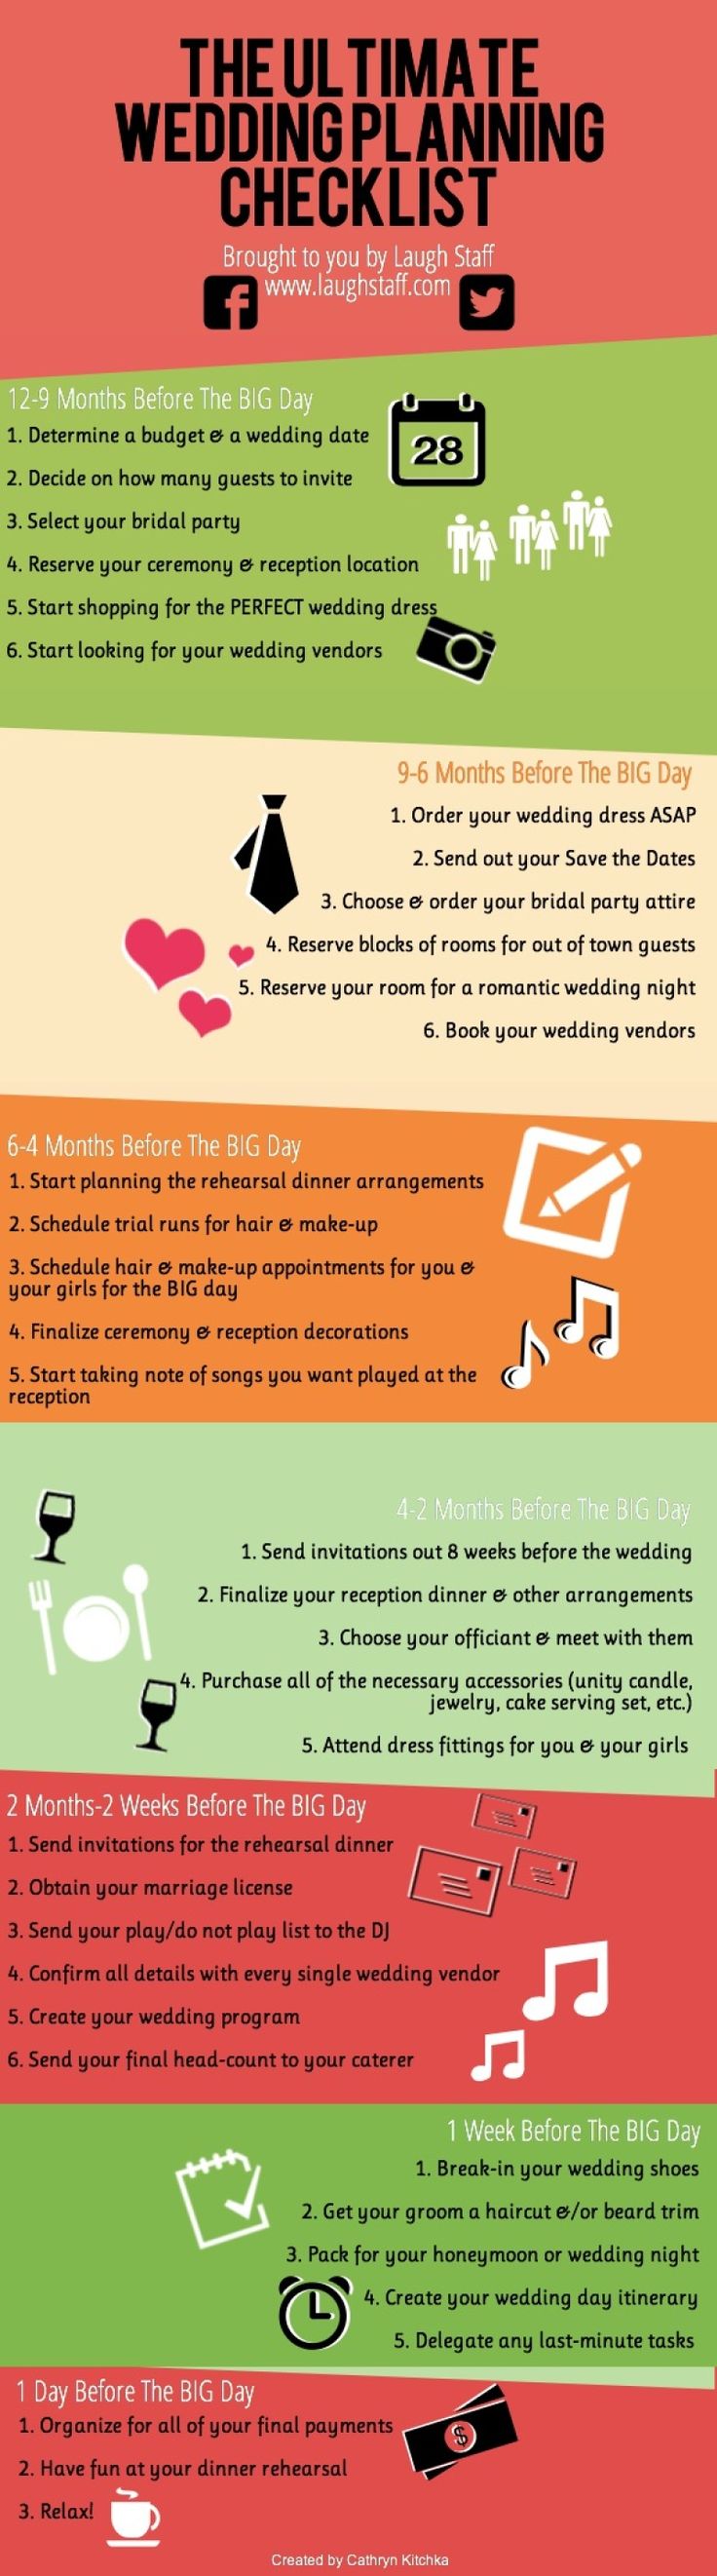 THE ULTIMATE
WEDDING PLANNING
CHECKLIST
Brought to you by Laugh Staff
www.laughstaff.com
12-9 Months Before The BIG Day
1. Determine a budget & a wedding date
28
2. Decide on how many guests to invite
3. Select your bridal party
4. Reserve your ceremony & reception location
5. Start shopping for the PERFECT wedding dress
6. Start looking for your wedding vendors
9-6 Months Before The BIG Day
1. Order your wedding dress ASAP
2. Send out your Save the Dates
3. Choose & order your bridal party attire
4. Reserve blocks of rooms for out of town guests
5. Reserve your room for a romantic wedding night
6. Book your wedding vendors
6-4 Months Before The BIG Day
1. Start planning the rehearsal dinner arrangements
2. Schedule trial runs for hair & make-up
3. Schedule hair & make-up appointments for you &
your girls for the BIG day
4. Finalize ceremony & reception decorations
5. Start taking note of songs you want played at the
reception
4-2 Months Before The BIG Day
1. Send invitations out 8 weeks before the wedding
2. Finalize your reception dinner & other arrangements
3. Choose your officiant & meet with them
4. Purchase all of the necessary accessories (unity candle,
jewelry, cake serving set, etc.)
5. Attend dress fittings for you & your girls
2 Months-2 Weeks Before The BIG Day
1. Send invitations for the rehearsal dinner
2. Obtain your marriage license
3. Send your play/do not play list to the DJ
4. Confirm all details with every single wedding vendor
5. Create your wedding program
6. Send your final head-count to your caterer
1 Week Before The BIG Day
1. Break-in your wedding shoes
2. Get your groom a haircut &/or beard trim
3. Pack for your honeymoon or wedding night
4. Create your wedding day itinerary
5. Delegate any last-minute tasks
1 Day Before The BIG Day
1. Organize for all of your final payments
$
2. Have fun at your dinner rehearsal
3. Relax!
Created by Cathryn Kitchka